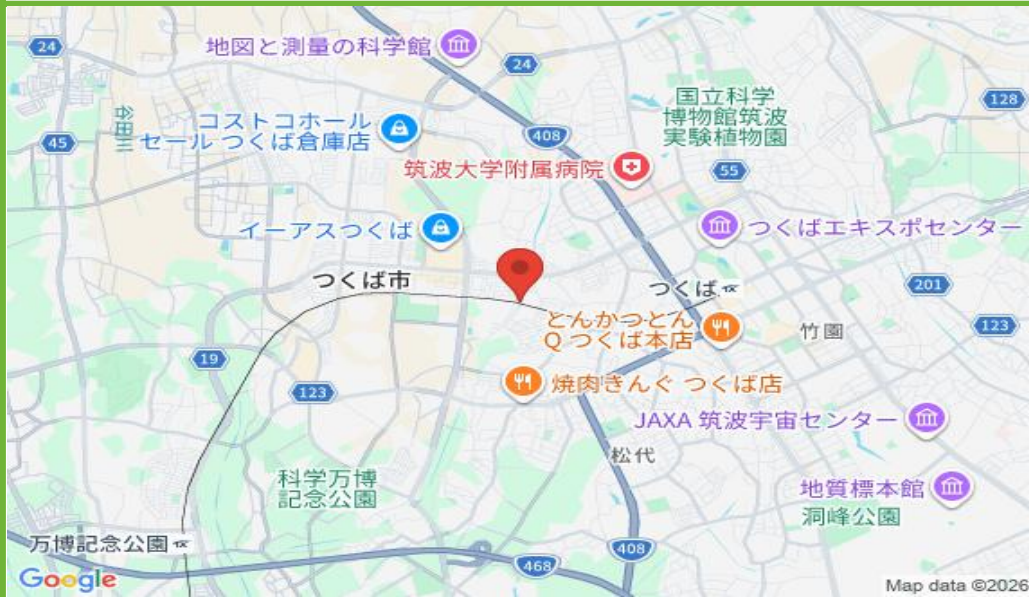 24
地図と測量の科学館
24
国立科学
博物館筑波
実験植物園
128
谷田川
45
コストコホール
セール つくば倉庫店
408
筑波大学附属病院
55
イーアスつくば
つくばエキスポセンター
つくば市
つくば
201
とんかつとん
Q つくば本店
竹園
123
19
123
焼肉きんぐ つくば店
JAXA 筑波宇宙センター
松代
科学万博
記念公園
地質標本館
洞峰公園
万博記念公園
408
468
Google
Map data ©2026